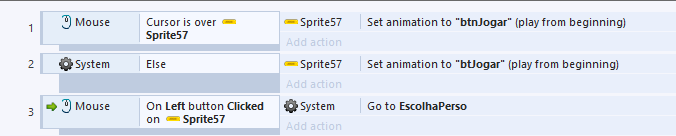 1 Mouse Cursor is over Sprite57 Set animation to "btnJogar" (play from beginning)
Sprite57
Add action
2 System Else Sprite57 Set animation to "btJogar" (play from beginning)
Add action
3 Mouse On Left button Clicked System Go to EscolhaPerso
on Sprite57
Add action